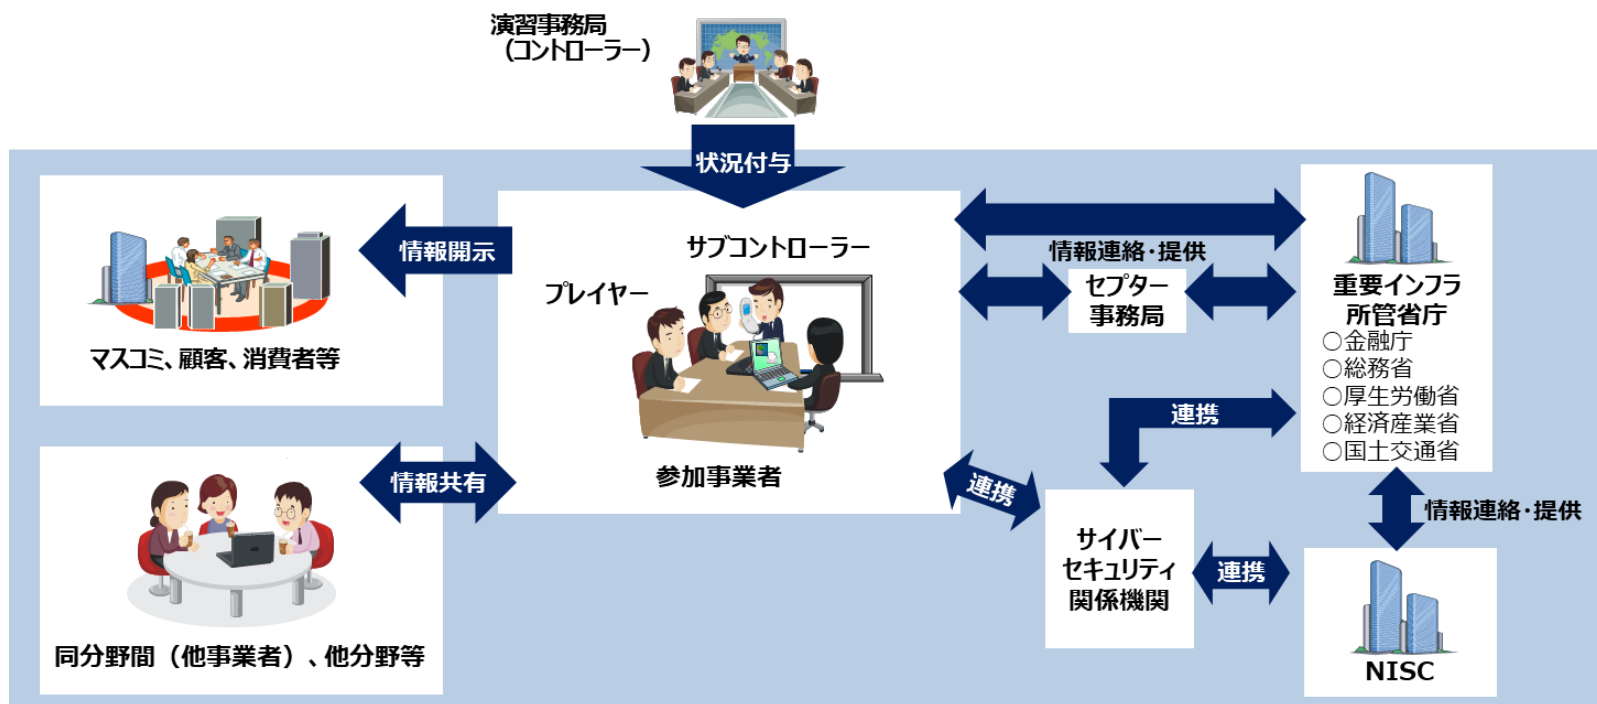 演習事務局
（コントローラー）
状況付与
情報開示
マスコミ、顧客、消費者等
サブコントローラー
プレイヤー
参加事業者
情報共有
同分野間（他事業者）、他分野等
情報連絡・提供
セプター
事務局
重要インフラ
所管省庁
○金融庁
○総務省
○厚生労働省
○経済産業省
○国土交通省
連携
連携
サイバー
セキュリティ
関係機関
連携
情報連絡・提供
NISC